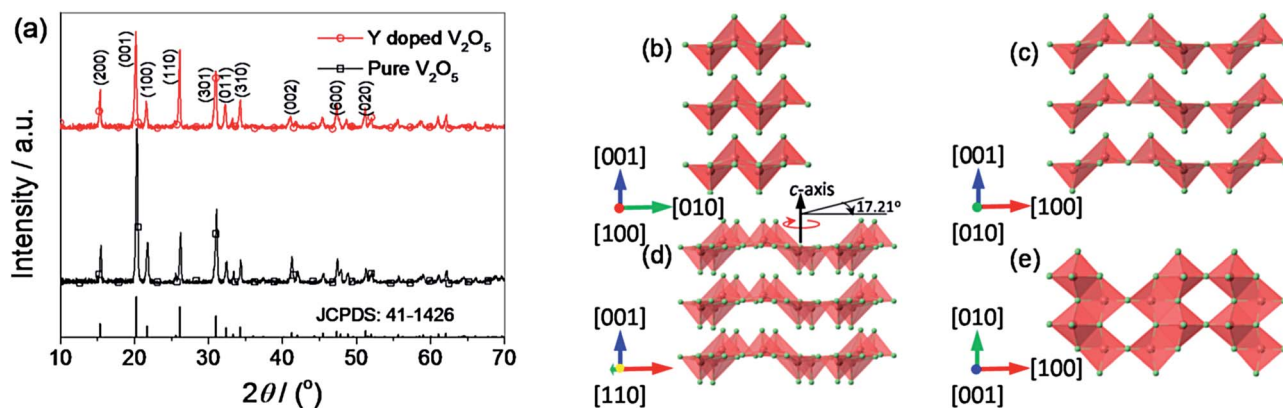 (a)
Intensity / a.u.
(200)
(001)
(100)
(110)
(301)
(011)
(310)
(002)
(600)
(020)
Y doped V₂O₅
Pure V₂O₅
JCPDS: 41-1426
10 20 30 40 50 60 70
2θ / (°)
(b)
[001]
[010]
[100]
(c)
[001]
[100]
[010]
(d)
c-axis
17.21°
[001]
[110]
(e)
[010]
[100]
[001]